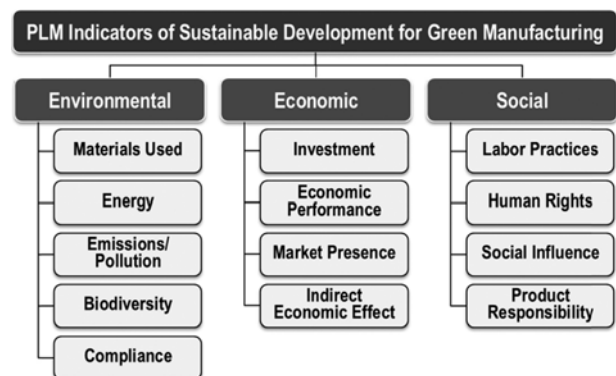 PLM Indicators of Sustainable Development for Green Manufacturing
Environmental
Materials Used
Energy
Emissions/
Pollution
Biodiversity
Compliance
Economic
Investment
Economic
Performance
Market Presence
Indirect
Economic Effect
Social
Labor Practices
Human Rights
Social Influence
Product
Responsibility